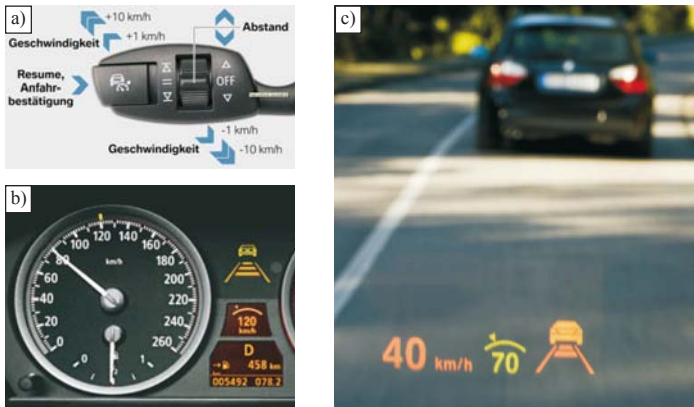 a)
+10 km/h
Geschwindigkeit
+1 km/h
Abstand
Resume,
Anfahr-
bestätigung
OFF
-1 km/h
Geschwindigkeit
-10 km/h
b)
0
20
40
60
80
100
120
140
160
180
200
220
240
260
km/h
0
1
120
km/h
D
458 km
005492 078.2
c)
40 km/h
70